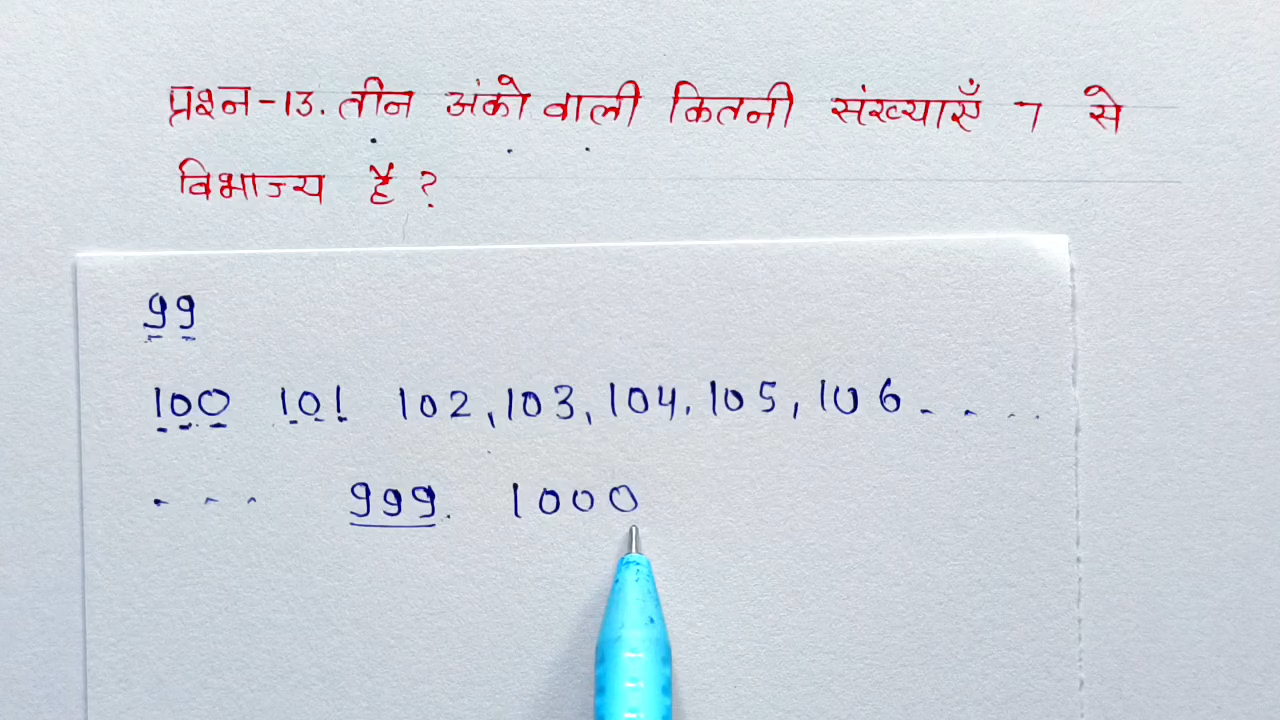 प्रश्न-13. तीन अंको वाली कितनी संख्याएँ 7 से
विभाज्य है ?
99
100 101 102, 103, 104. 105, 106 - - - -
- - - 999. 1000